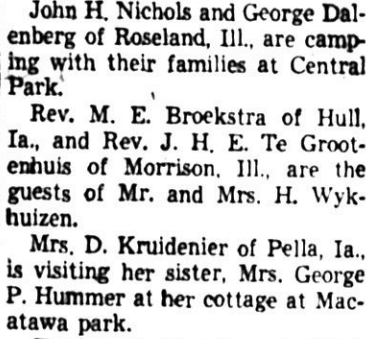 John H. Nichols and George Dal-
enberg of Roseland, Ill., are camp-
ing with their families at Central
Park.
Rev. M. E. Broekstra of Hull,
Ia., and Rev. J. H. E. Te Groot-
enhuis of Morrison, Ill., are the
guests of Mr. and Mrs. H. Wyk-
huizen.
Mrs. D. Kruidenier of Pella, Ia.,
is visiting her sister, Mrs. George
P. Hummer at her cottage at Mac-
atawa park.